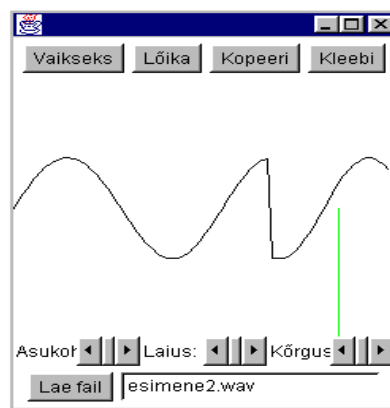 Vaikseks Lõika Kopeeri Kleebi
Asukoh Laius: Kõrgus
Lae fail esimene2.wav